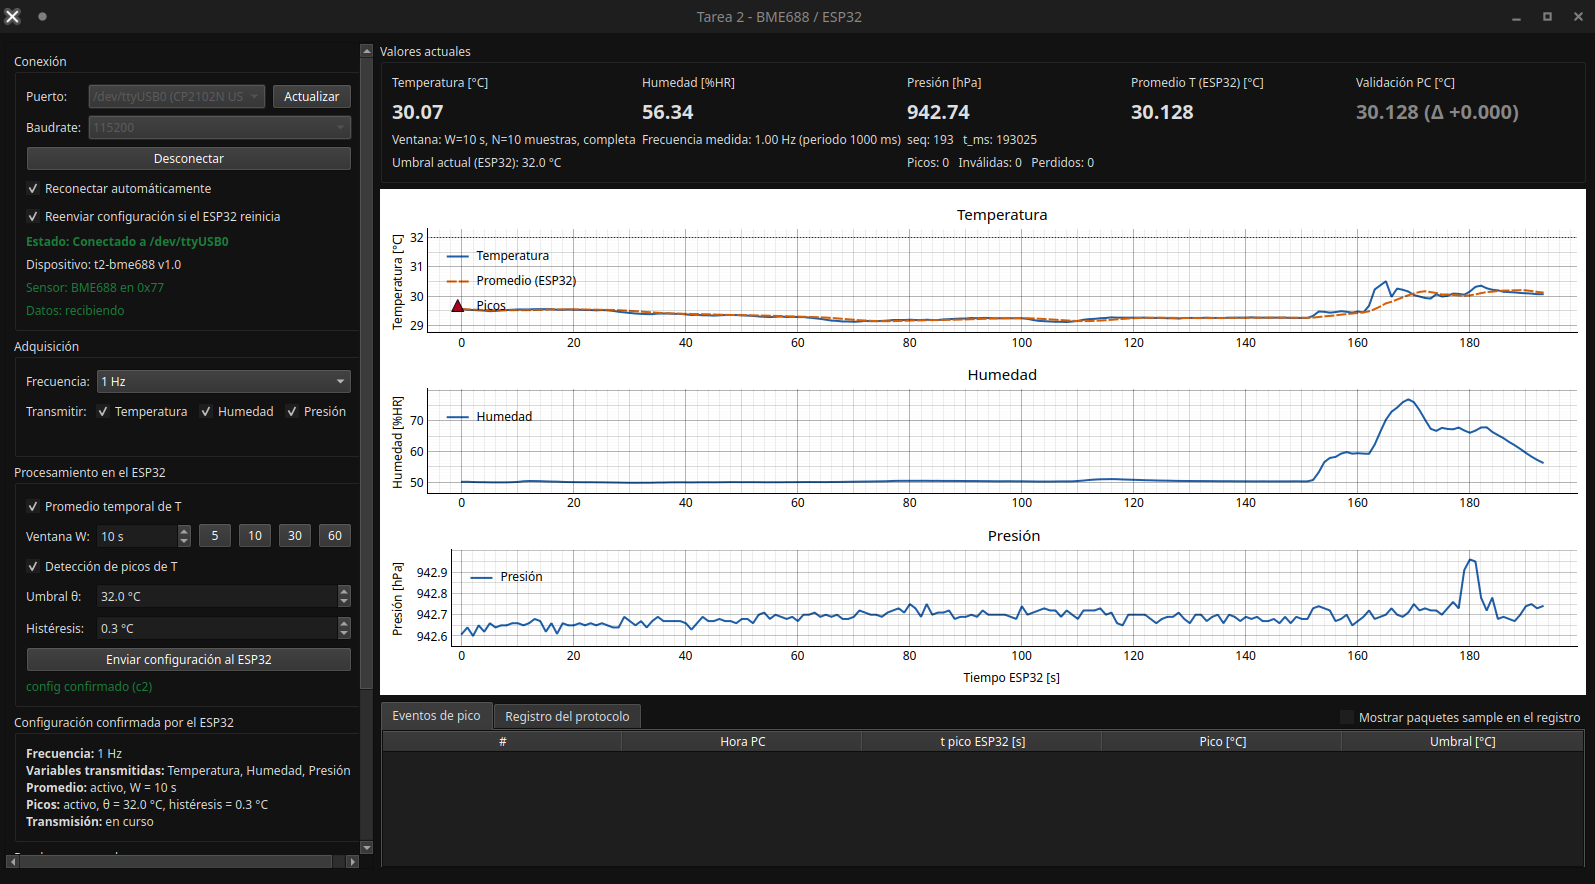 Tarea 2 - BME688 / ESP32
Conexión
Puerto: /dev/ttyUSB0 (CP2102N US Actualizar
Baudrate: 115200
Desconectar
Reconectar automáticamente
Reenviar configuración si el ESP32 reinicia
Estado: Conectado a /dev/ttyUSB0
Dispositivo: t2-bme688 v1.0
Sensor: BME688 en 0x77
Datos: recibiendo
Adquisición
Frecuencia: 1 Hz
Transmitir: Temperatura Humedad Presión
Procesamiento en el ESP32
Promedio temporal de T
Ventana W: 10 s 5 10 30 60
Detección de picos de T
Umbral θ: 32.0 °C
Histéresis: 0.3 °C
Enviar configuración al ESP32
config confirmado (c2)
Configuración confirmada por el ESP32
Frecuencia: 1 Hz
Variables transmitidas: Temperatura, Humedad, Presión
Promedio: activo, W = 10 s
Picos: activo, θ = 32.0 °C, histéresis = 0.3 °C
Transmisión: en curso
Valores actuales
Temperatura [°C] Humedad [%HR] Presión [hPa] Promedio T (ESP32) [°C] Validación PC [°C]
30.07 56.34 942.74 30.128 30.128 (Δ +0.000)
Ventana: W=10 s, N=10 muestras, completa Frecuencia medida: 1.00 Hz (periodo 1000 ms) seq: 193 t_ms: 193025
Umbral actual (ESP32): 32.0 °C Picos: 0 Inválidas: 0 Perdidos: 0
Temperatura
Temperatura [°C]
32
31
30
29
Temperatura
Promedio (ESP32)
Picos
0 20 40 60 80 100 120 140 160 180
Humedad
Humedad [%HR]
70
60
50
Humedad
0 20 40 60 80 100 120 140 160 180
Presión
Presión [hPa]
942.9
942.8
942.7
942.6
Presión
0 20 40 60 80 100 120 140 160 180
Tiempo ESP32 [s]
Eventos de pico Registro del protocolo Mostrar paquetes sample en el registro
# Hora PC t pico ESP32 [s] Pico [°C] Umbral [°C]